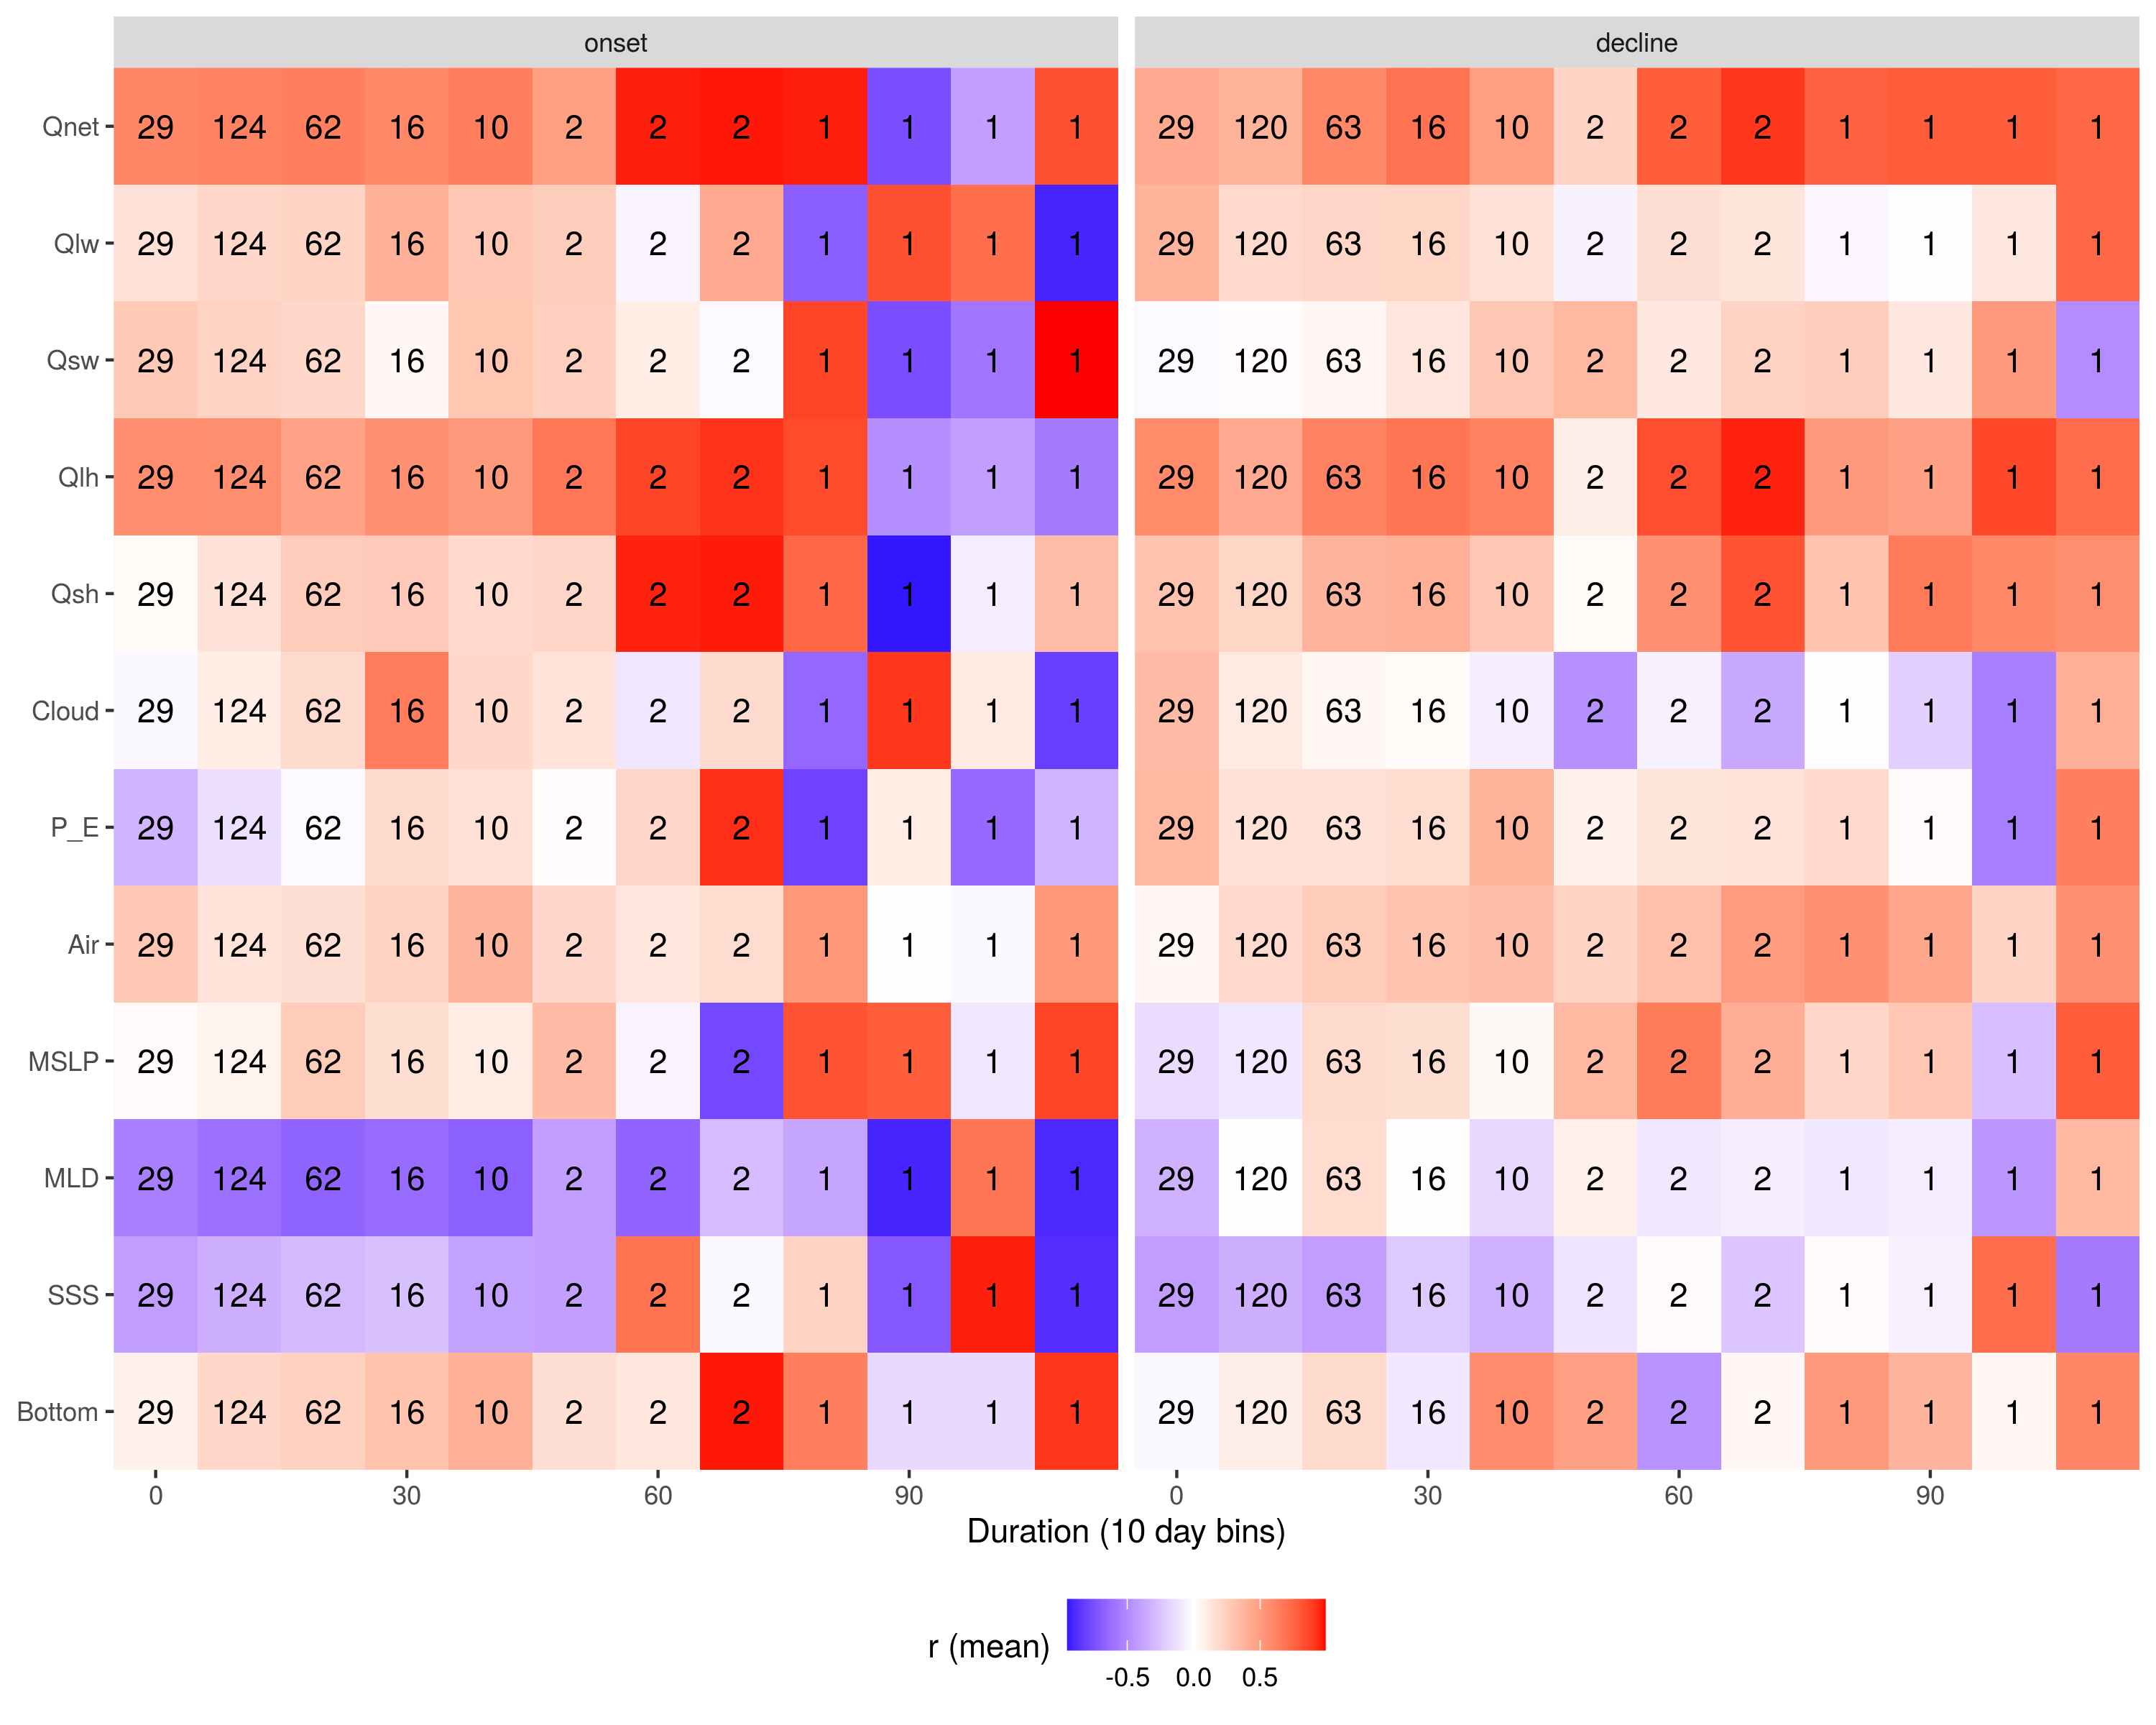 onset decline
Qnet 29 124 62 16 10 2 2 2 1 1 1 1 29 120 63 16 10 2 2 2 1 1 1 1
Qlw 29 124 62 16 10 2 2 2 1 1 1 1 29 120 63 16 10 2 2 2 1 1 1 1
Qsw 29 124 62 16 10 2 2 2 1 1 1 1 29 120 63 16 10 2 2 2 1 1 1 1
Qlh 29 124 62 16 10 2 2 2 1 1 1 1 29 120 63 16 10 2 2 2 1 1 1 1
Qsh 29 124 62 16 10 2 2 2 1 1 1 1 29 120 63 16 10 2 2 2 1 1 1 1
Cloud 29 124 62 16 10 2 2 2 1 1 1 1 29 120 63 16 10 2 2 2 1 1 1 1
P_E 29 124 62 16 10 2 2 2 1 1 1 1 29 120 63 16 10 2 2 2 1 1 1 1
Air 29 124 62 16 10 2 2 2 1 1 1 1 29 120 63 16 10 2 2 2 1 1 1 1
MSLP 29 124 62 16 10 2 2 2 1 1 1 1 29 120 63 16 10 2 2 2 1 1 1 1
MLD 29 124 62 16 10 2 2 2 1 1 1 1 29 120 63 16 10 2 2 2 1 1 1 1
SSS 29 124 62 16 10 2 2 2 1 1 1 1 29 120 63 16 10 2 2 2 1 1 1 1
Bottom 29 124 62 16 10 2 2 2 1 1 1 1 29 120 63 16 10 2 2 2 1 1 1 1
0 30 60 90 0 30 60 90
Duration (10 day bins)
r (mean)
-0.5 0.0 0.5